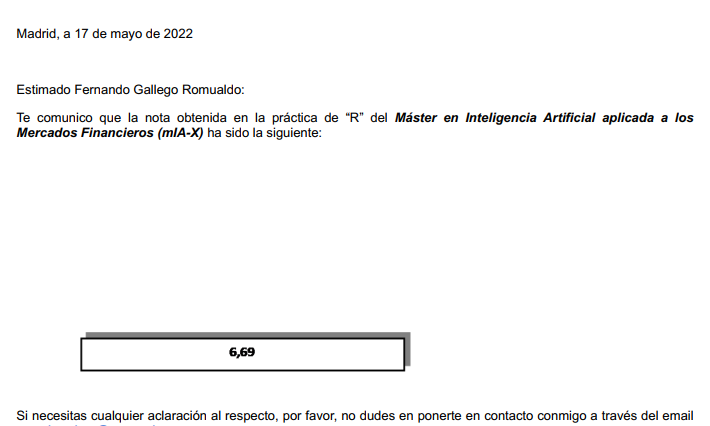 Madrid, a 17 de mayo de 2022
Estimado Fernando Gallego Romualdo:
Te comunico que la nota obtenida en la práctica de “R” del Máster en Inteligencia Artificial aplicada a los
Mercados Financieros (mIA-X) ha sido la siguiente:
6,69
Si necesitas cualquier aclaración al respecto, por favor, no dudes en ponerte en contacto conmigo a través del email